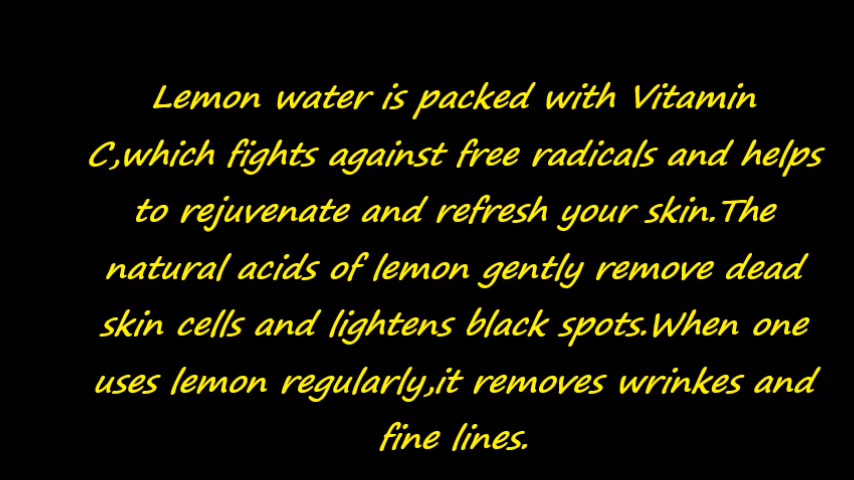 Lemon water is packed with Vitamin
C,which fights against free radicals and helps
to rejuvenate and refresh your skin.The
natural acids of lemon gently remove dead
skin cells and lightens black spots.When one
uses lemon regularly,it removes wrinkes and
fine lines.